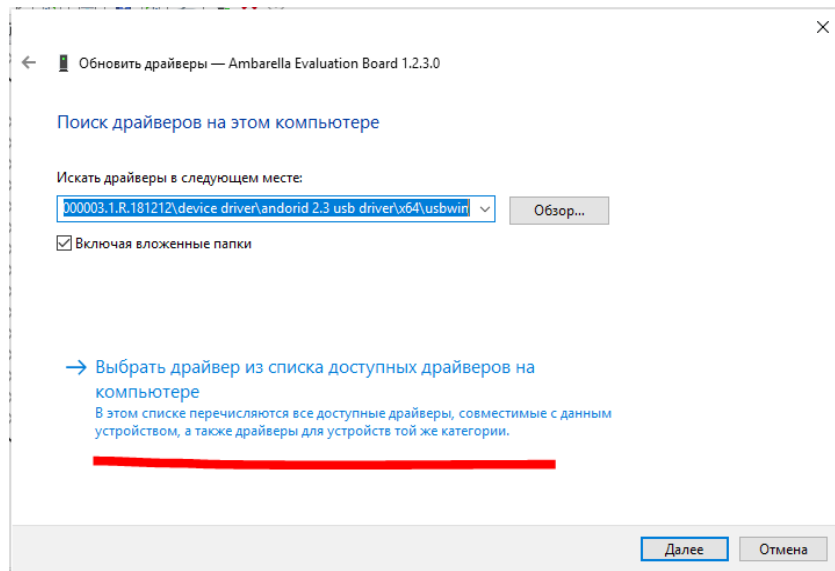 Обновить драйверы — Ambarella Evaluation Board 1.2.3.0
Поиск драйверов на этом компьютере
Искать драйверы в следующем месте:
000003.1.R.181212\device driver\andorid 2.3 usb driver\x64\usbwin
Обзор...
Включая вложенные папки
Выбрать драйвер из списка доступных драйверов на
компьютере
В этом списке перечисляются все доступные драйверы, совместимые с данным
устройством, а также драйверы для устройств той же категории.
Далее
Отмена